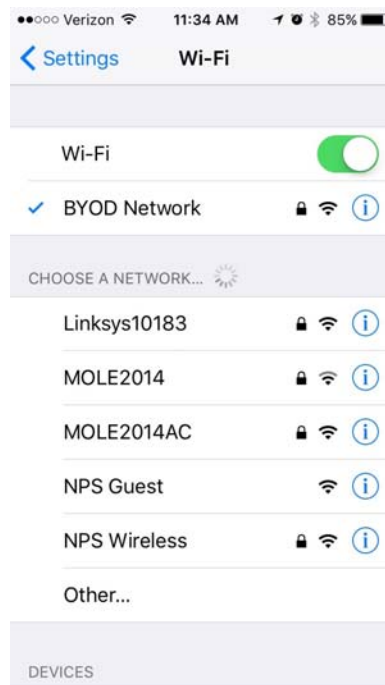 Verizon 11:34 AM 85%
Settings Wi-Fi
Wi-Fi
BYOD Network
CHOOSE A NETWORK...
Linksys10183
MOLE2014
MOLE2014AC
NPS Guest
NPS Wireless
Other...
DEVICES